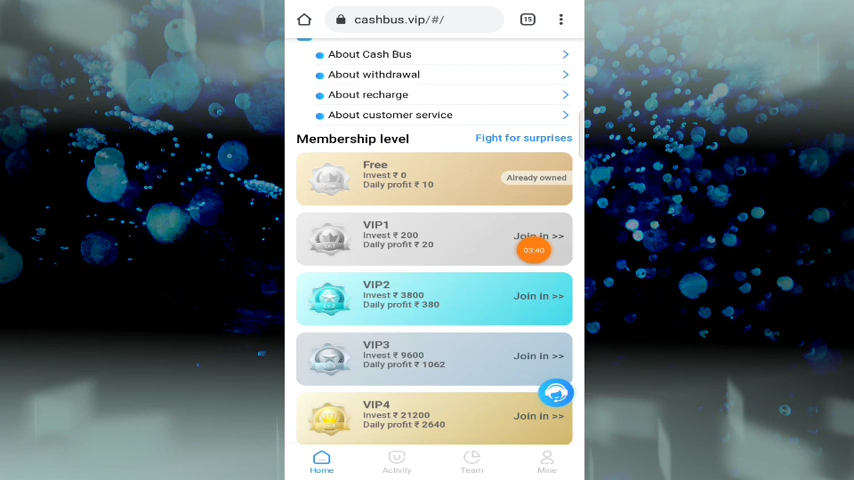 cashbus.vip/#/
15
About Cash Bus
About withdrawal
About recharge
About customer service
Membership level
Fight for surprises
Free
Invest ₹ 0
Daily profit ₹ 10
Already owned
VIP1
Invest ₹ 200
Daily profit ₹ 20
Join in >>
03:40
VIP2
Invest ₹ 3800
Daily profit ₹ 380
Join in >>
VIP3
Invest ₹ 9600
Daily profit ₹ 1062
Join in >>
VIP4
Invest ₹ 21200
Daily profit ₹ 2640
Join in >>
Home
Activity
Team
Mine